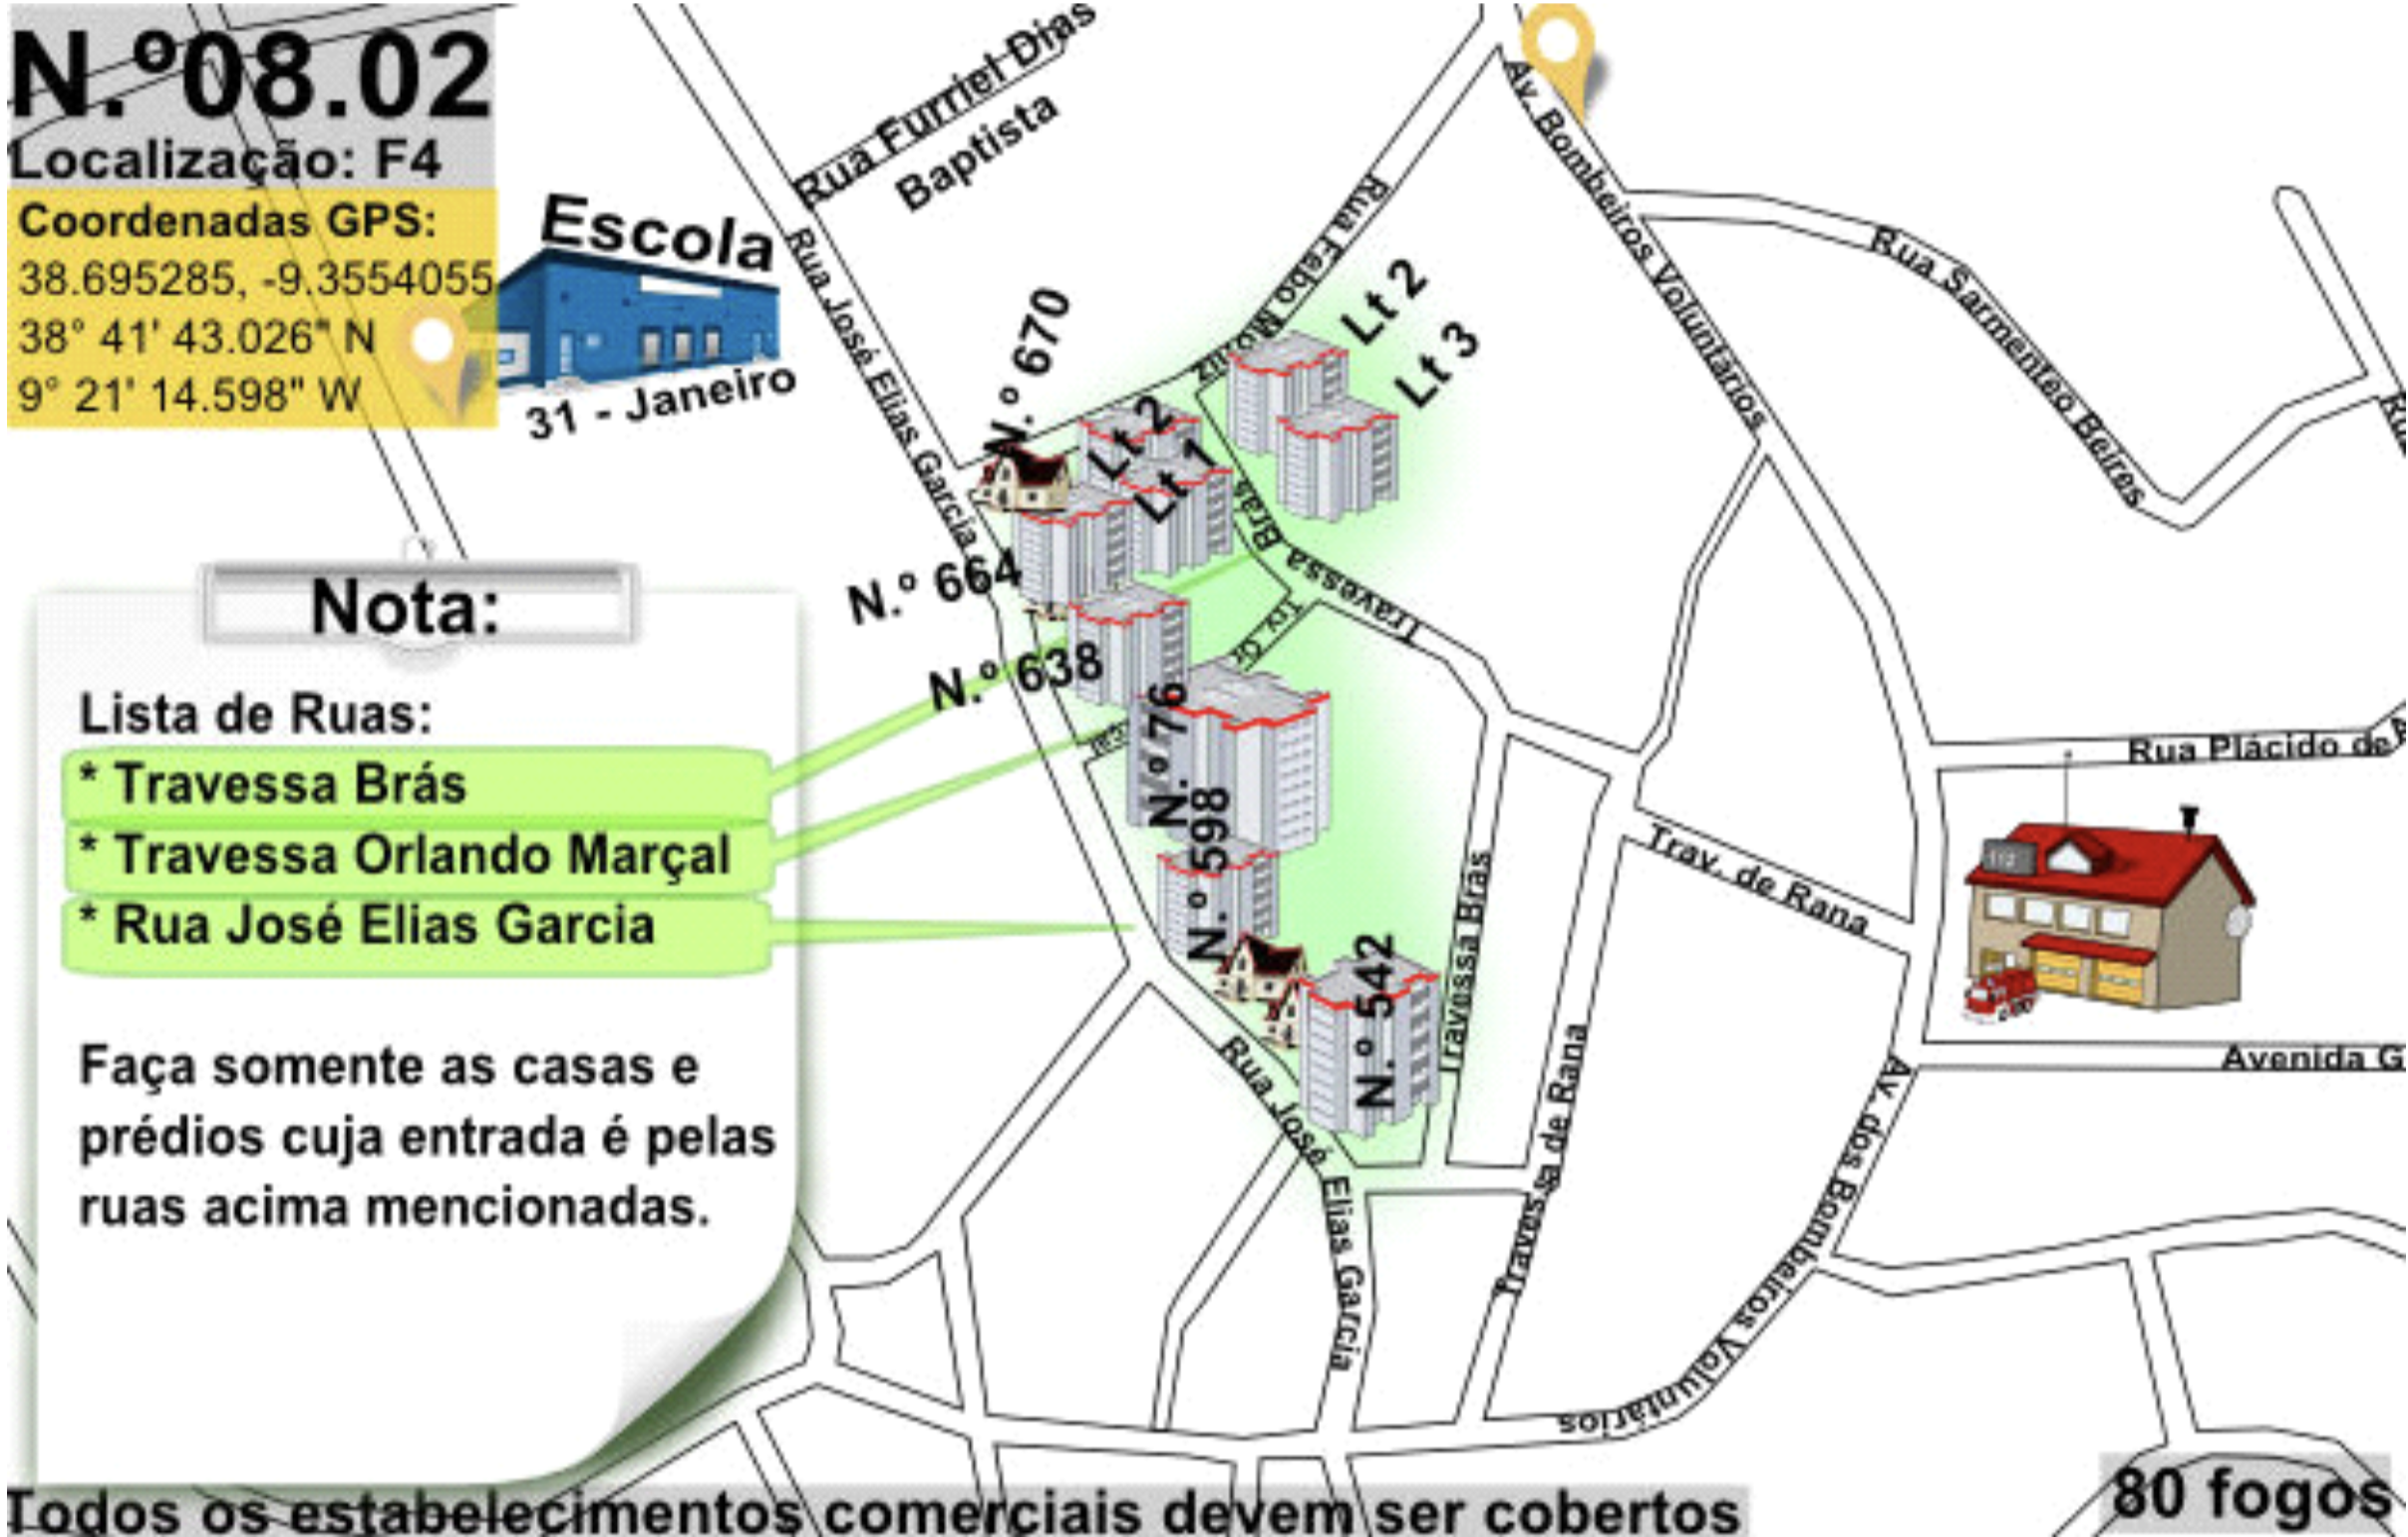 N.º08.02
Localização: F4
Coordenadas GPS:
38.695285, -9.3554055
38° 41' 43.026" N
9° 21' 14.598" W
Escola
31 - Janeiro
Rua Furriel Dias
Baptista
Rua José Elias Garcia
Rua Febo Moniz
Av. Bombeiros Voluntários
Rua Sarmenteo Beires
Lt 2
Lt 3
N.º 670
Lt 2
Lt 1
N.º 664
N.º 638
N.º 76
N.º 598
N.º 542
Travessa Brás
Trv. Or
çal
Travessa Brás
Trav. de Rana
Travessa de Rana
Rua Plácido de
112
Avenida G
Av. dos Bombeiros Voluntários
Rua José Elias Garcia
Nota:
Lista de Ruas:
* Travessa Brás
* Travessa Orlando Marçal
* Rua José Elias Garcia
Faça somente as casas e
prédios cuja entrada é pelas
ruas acima mencionadas.
Todos os estabelecimentos comerciais devem ser cobertos
80 fogos